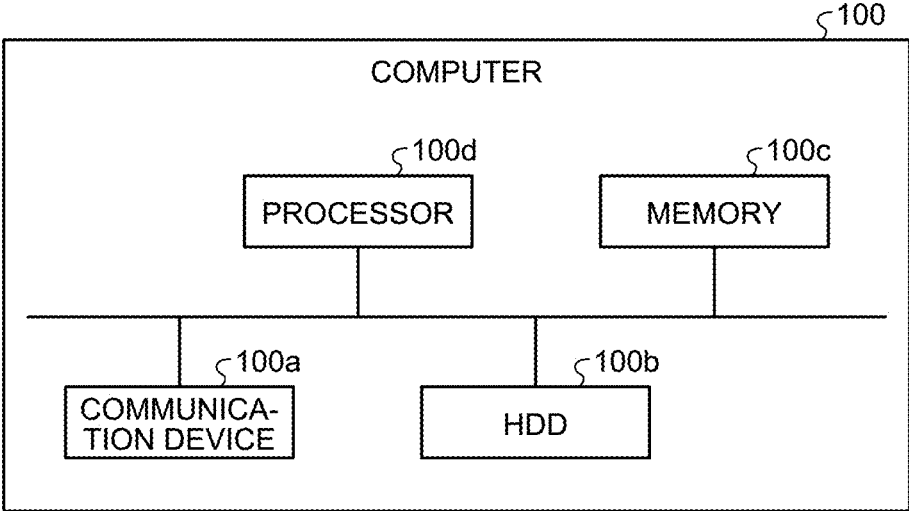 100
COMPUTER
100d
100c
PROCESSOR
MEMORY
100a
100b
COMMUNICA-
TION DEVICE
HDD